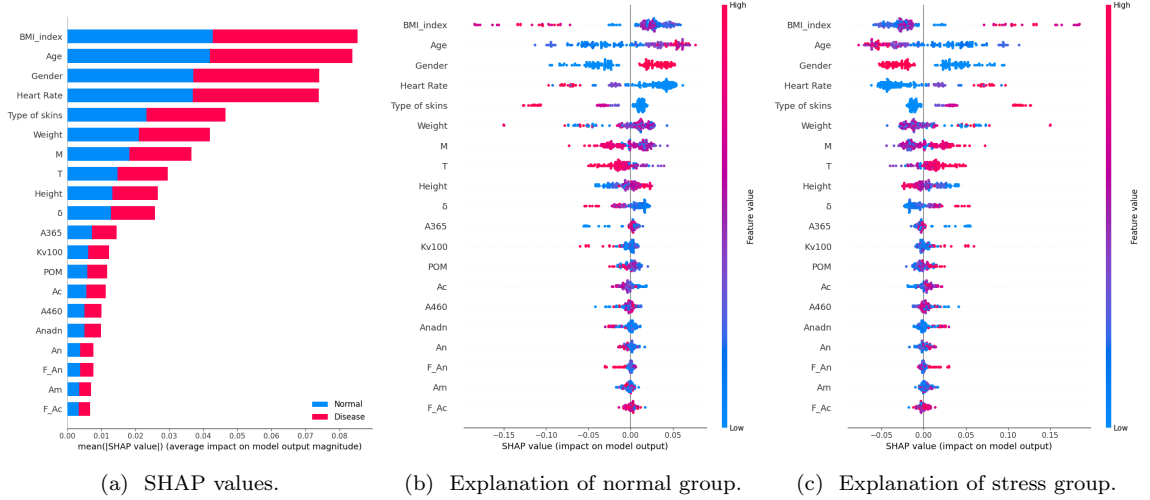 BMI_index
Age
Gender
Heart Rate
Type of skins
Weight
M
T
Height
δ
A365
Kv100
POM
Ac
A460
Anadn
An
F_An
Am
F_Ac
Normal
Disease
0.00 0.01 0.02 0.03 0.04 0.05 0.06 0.07 0.08
mean(|SHAP value|) (average impact on model output magnitude)
(a) SHAP values.
High
BMI_index
Age
Gender
Heart Rate
Type of skins
Weight
M
T
Height
δ
A365
Kv100
POM
Ac
A460
Anadn
An
F_An
Am
F_Ac
Feature value
Low
−0.15 −0.10 −0.05 0.00 0.05
SHAP value (impact on model output)
(b) Explanation of normal group.
High
BMI_index
Age
Gender
Heart Rate
Type of skins
Weight
M
T
Height
δ
A365
Kv100
POM
Ac
A460
Anadn
An
F_An
Am
F_Ac
Feature value
Low
−0.05 0.00 0.05 0.10 0.15
SHAP value (impact on model output)
(c) Explanation of stress group.